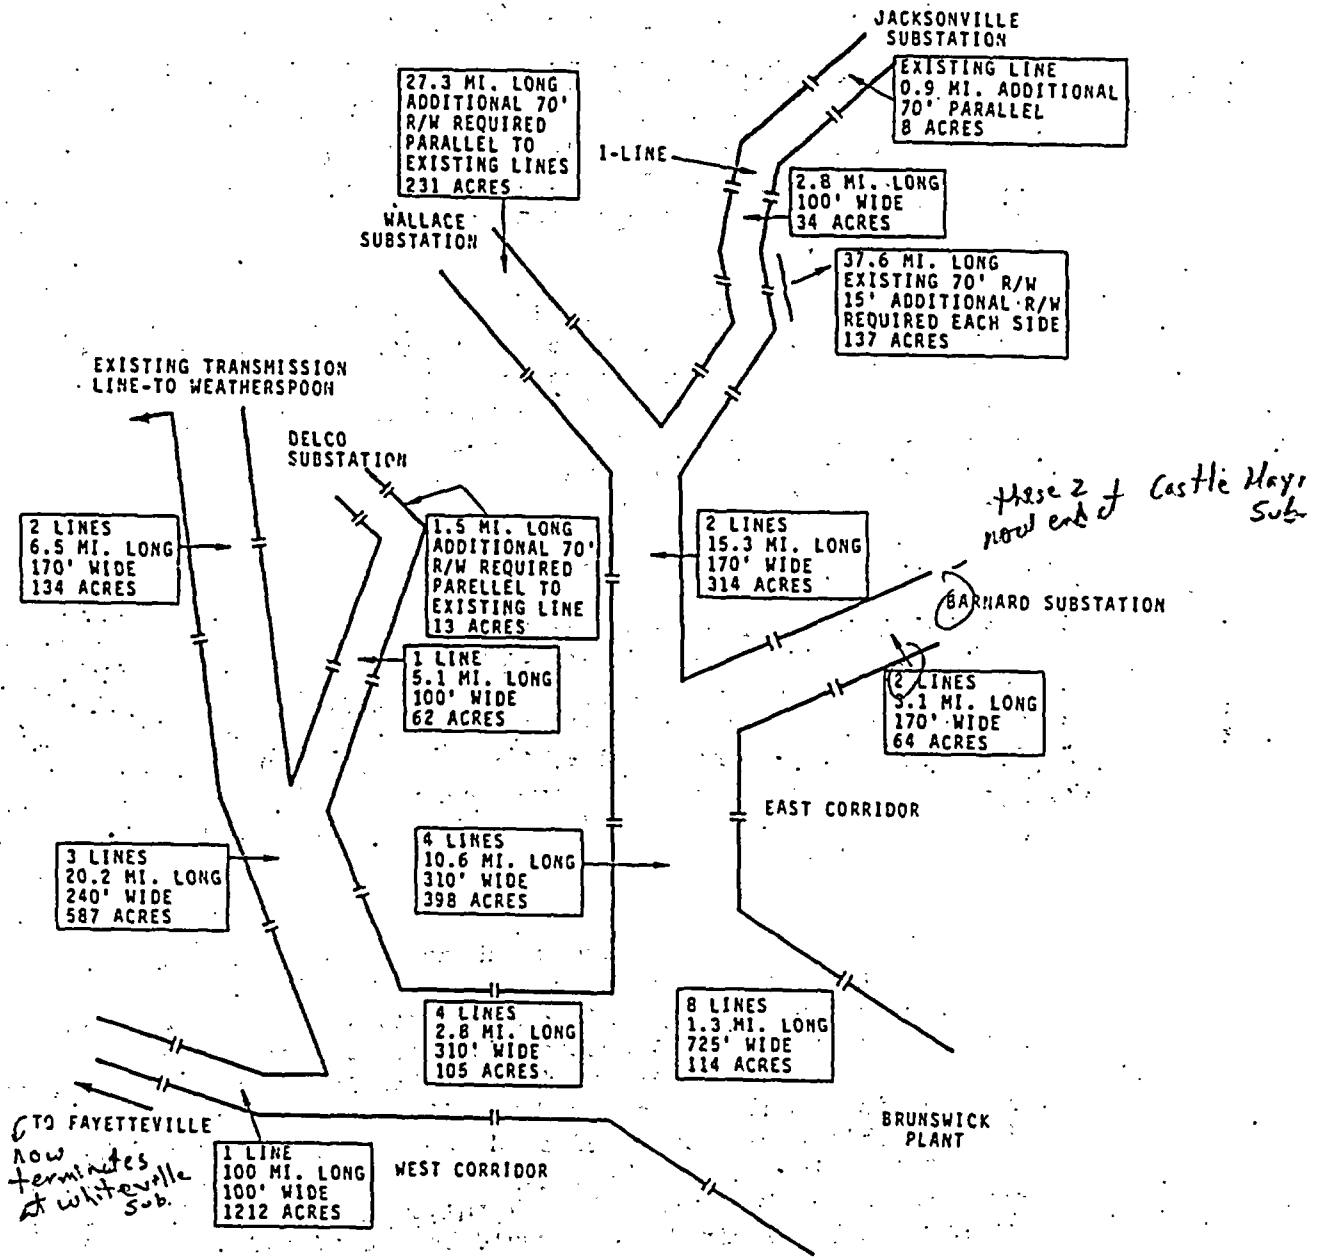 JACKSONVILLE
SUBSTATION
27.3 MI. LONG
ADDITIONAL 70'
R/W REQUIRED
PARALLEL TO
EXISTING LINES
231 ACRES
EXISTING LINE
0.9 MI. ADDITIONAL
70' PARALLEL
8 ACRES
1-LINE
2.8 MI. LONG
100' WIDE
34 ACRES
WALLACE
SUBSTATION
37.6 MI. LONG
EXISTING 70' R/W
15' ADDITIONAL R/W
REQUIRED EACH SIDE
137 ACRES
EXISTING TRANSMISSION
LINE-TO WEATHERSPOON
DELCO
SUBSTATION
2 LINES
6.5 MI. LONG
170' WIDE
134 ACRES
1.5 MI. LONG
ADDITIONAL 70'
R/W REQUIRED
PARELLEL TO
EXISTING LINE
13 ACRES
2 LINES
15.3 MI. LONG
170' WIDE
314 ACRES
these 2
now end at Castle Hayn
Sub.
BARNARD SUBSTATION
1 LINE
5.1 MI. LONG
100' WIDE
62 ACRES
2 LINES
3.1 MI. LONG
170' WIDE
64 ACRES
EAST CORRIDOR
3 LINES
20.2 MI. LONG
240' WIDE
587 ACRES
4 LINES
10.6 MI. LONG
310' WIDE
398 ACRES
4 LINES
2.8 MI. LONG
310' WIDE
105 ACRES
8 LINES
1.3 MI. LONG
725' WIDE
114 ACRES
TO FAYETTEVILLE
now
terminates
at Whiteville
Sub.
1 LINE
100 MI. LONG
100' WIDE
1212 ACRES
WEST CORRIDOR
BRUNSWICK
PLANT